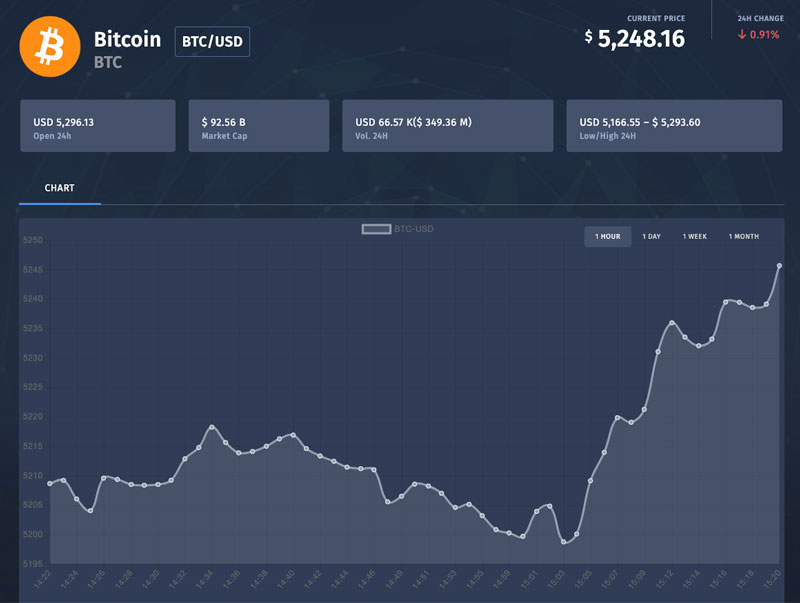 Bitcoin
BTC/USD
BTC
CURRENT PRICE
$ 5,248.16
24H CHANGE
↓ 0.91%
USD 5,296.13
Open 24h
$ 92.56 B
Market Cap
USD 66.57 K($ 349.36 M)
Vol. 24H
USD 5,166.55 – $ 5,293.60
Low/High 24H
CHART
BTC-USD
1 HOUR
1 DAY
1 WEEK
1 MONTH
5250
5245
5240
5235
5230
5225
5220
5215
5210
5205
5200
5195
14:22
14:24
14:26
14:28
14:30
14:32
14:34
14:36
14:38
14:40
14:42
14:44
14:46
14:49
14:51
14:53
14:55
14:59
15:01
15:03
15:05
15:07
15:09
15:12
15:14
15:16
15:18
15:20